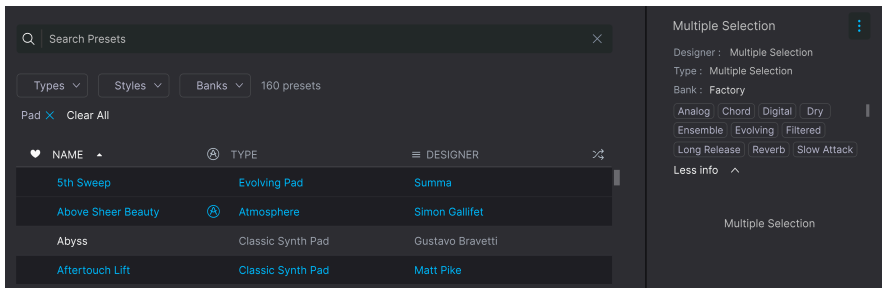 Search Presets
Types Styles Banks 160 presets
Pad Clear All
NAME TYPE DESIGNER
5th Sweep Evolving Pad Summa
Above Sheer Beauty Atmosphere Simon Gallifet
Abyss Classic Synth Pad Gustavo Bravetti
Aftertouch Lift Classic Synth Pad Matt Pike
Multiple Selection
Designer : Multiple Selection
Type : Multiple Selection
Bank : Factory
Analog Chord Digital Dry
Ensemble Evolving Filtered
Long Release Reverb Slow Attack
Less info
Multiple Selection